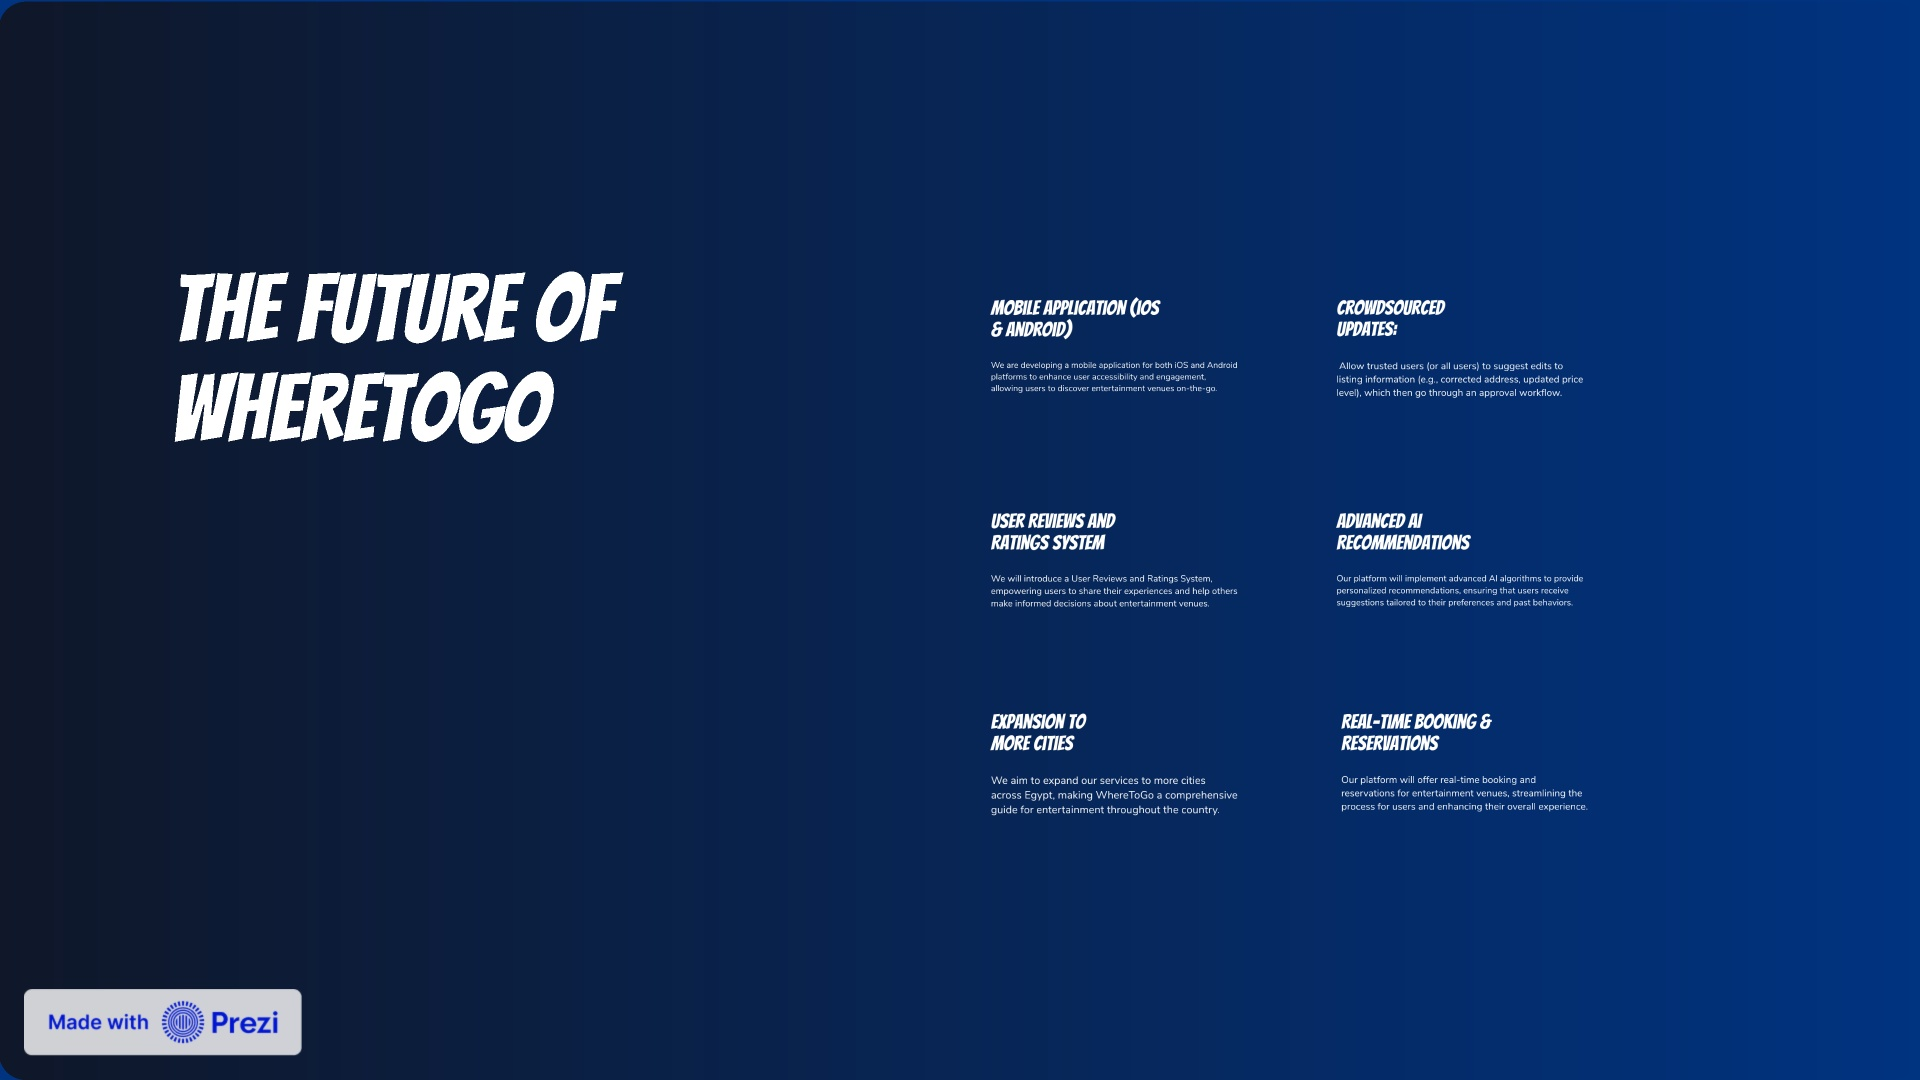 THE FUTURE OF
WHERETOGO
MOBILE APPLICATION (IOS
& ANDROID)
We are developing a mobile application for both iOS and Android
platforms to enhance user accessibility and engagement,
allowing users to discover entertainment venues on-the-go.
CROWDSOURCED
UPDATES:
Allow trusted users (or all users) to suggest edits to
listing information (e.g., corrected address, updated price
level), which then go through an approval workflow.
USER REVIEWS AND
RATINGS SYSTEM
We will introduce a User Reviews and Ratings System,
empowering users to share their experiences and help others
make informed decisions about entertainment venues.
ADVANCED AI
RECOMMENDATIONS
Our platform will implement advanced AI algorithms to provide
personalized recommendations, ensuring that users receive
suggestions tailored to their preferences and past behaviors.
EXPANSION TO
MORE CITIES
We aim to expand our services to more cities
across Egypt, making WhereToGo a comprehensive
guide for entertainment throughout the country.
REAL-TIME BOOKING &
RESERVATIONS
Our platform will offer real-time booking and
reservations for entertainment venues, streamlining the
process for users and enhancing their overall experience.
Made with Prezi